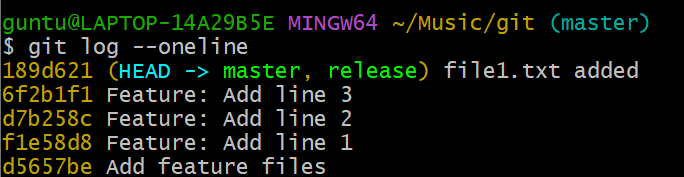 guntu@LAPTOP-14A29B5E MINGW64 ~/Music/git (master)
$ git log --oneline
189d621 (HEAD -> master, release) file1.txt added
6f2b1f1 Feature: Add line 3
d7b258c Feature: Add line 2
f1e58d8 Feature: Add line 1
d5657be Add feature files